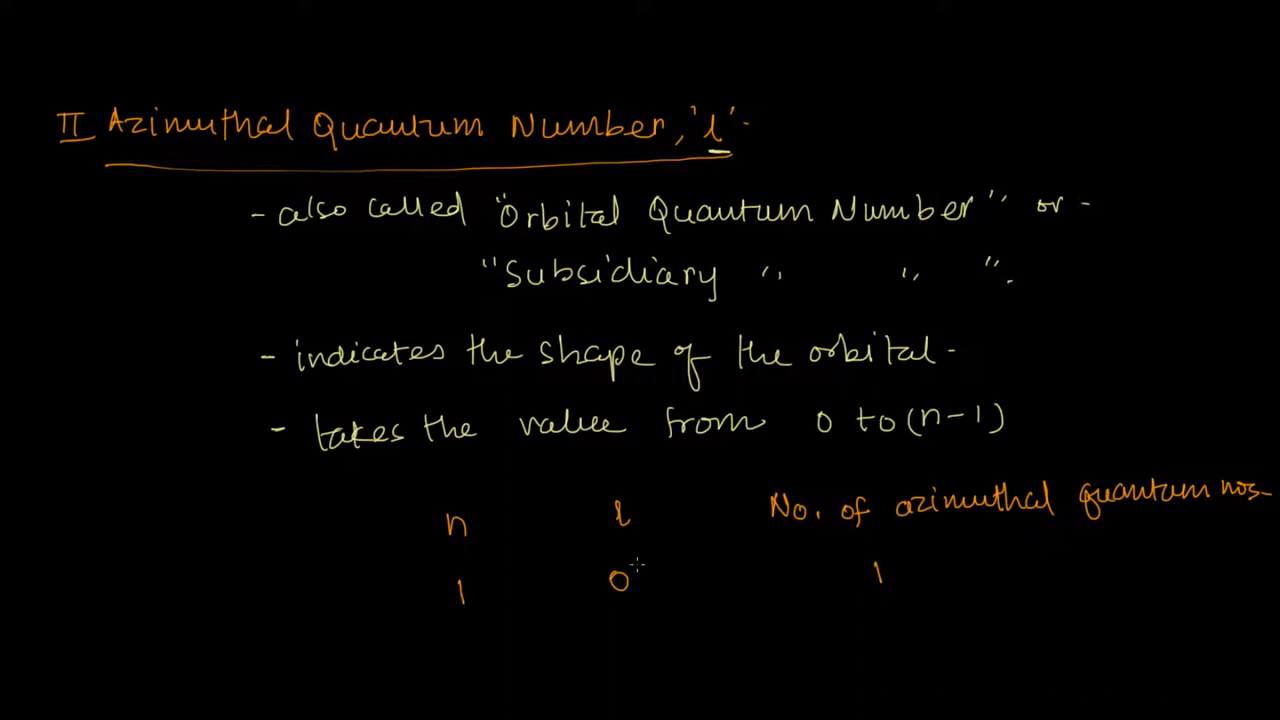 II Azimuthal Quantum Number, 'l'-
- also called "Orbital Quantum Number" or -
"Subsidiary " " ".
- indicates the shape of the orbital -
- takes the value from 0 to (n-1)
n l No. of azimuthal quantum nos-
1 0 1